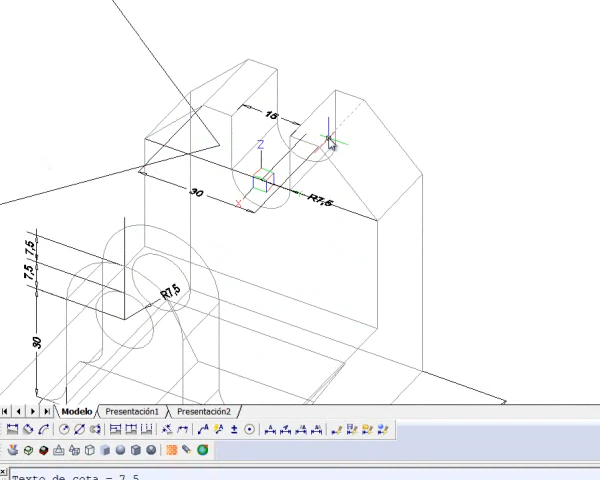 15
Z
30
X
R7,5
7,5
7,5
R7,5
30
Modelo
Presentación1
Presentación2
Texto de cota = 7.5